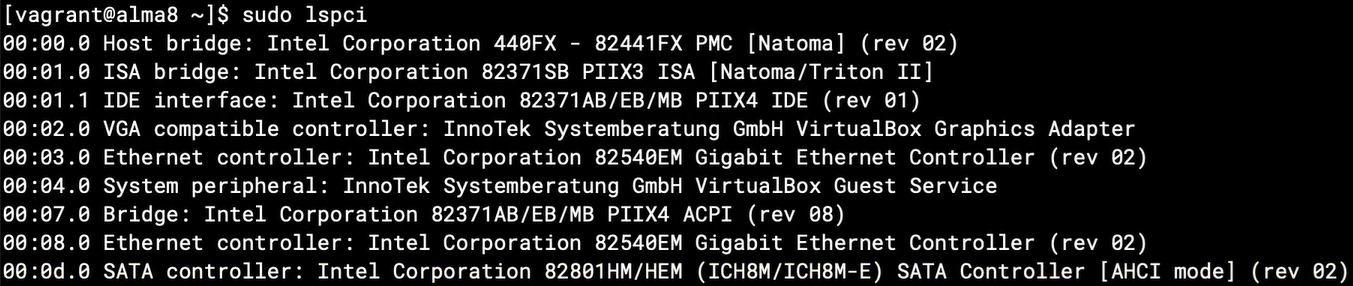 [vagrant@alma8 ~]$ sudo lspci
00:00.0 Host bridge: Intel Corporation 440FX - 82441FX PMC [Natoma] (rev 02)
00:01.0 ISA bridge: Intel Corporation 82371SB PIIX3 ISA [Natoma/Triton II]
00:01.1 IDE interface: Intel Corporation 82371AB/EB/MB PIIX4 IDE (rev 01)
00:02.0 VGA compatible controller: InnoTek Systemberatung GmbH VirtualBox Graphics Adapter
00:03.0 Ethernet controller: Intel Corporation 82540EM Gigabit Ethernet Controller (rev 02)
00:04.0 System peripheral: InnoTek Systemberatung GmbH VirtualBox Guest Service
00:07.0 Bridge: Intel Corporation 82371AB/EB/MB PIIX4 ACPI (rev 08)
00:08.0 Ethernet controller: Intel Corporation 82540EM Gigabit Ethernet Controller (rev 02)
00:0d.0 SATA controller: Intel Corporation 82801HM/HEM (ICH8M/ICH8M-E) SATA Controller [AHCI mode] (rev 02)